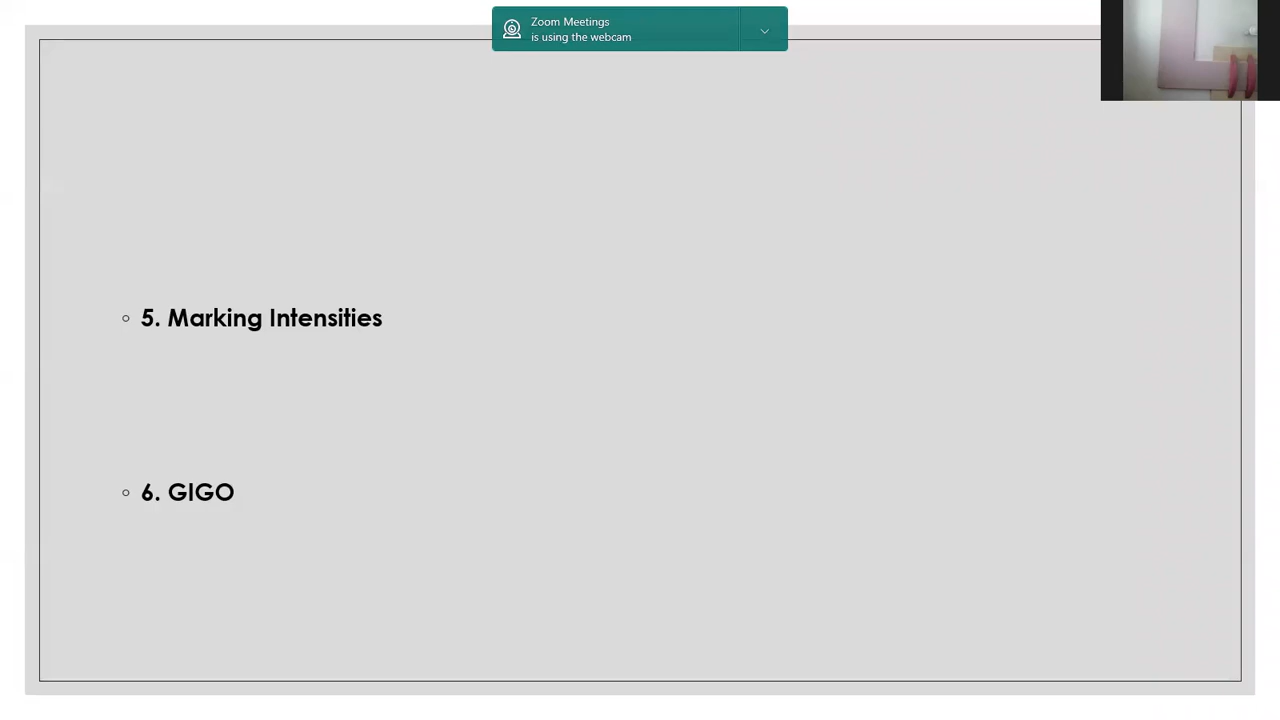 Zoom Meetings
is using the webcam
5. Marking Intensities
6. GIGO